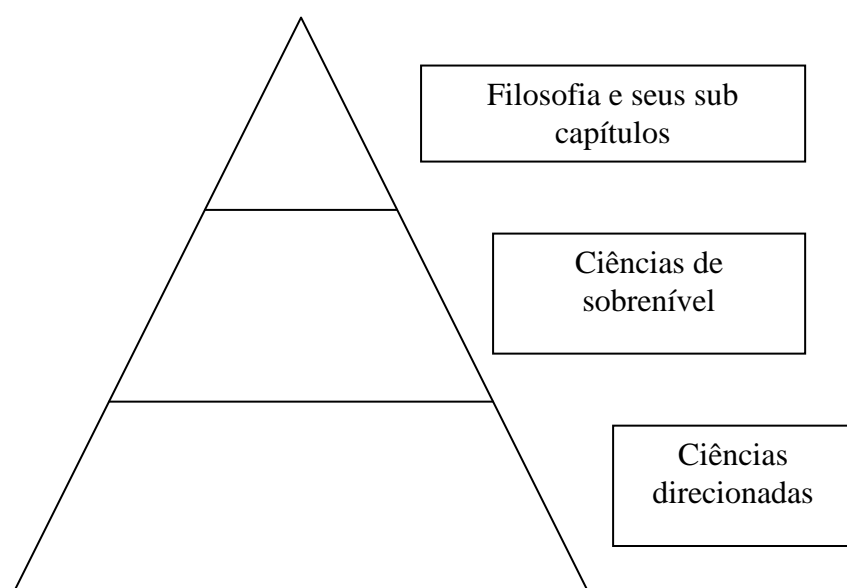 Filosofia e seus sub
capítulos
Ciências de
sobrenível
Ciências
direcionadas